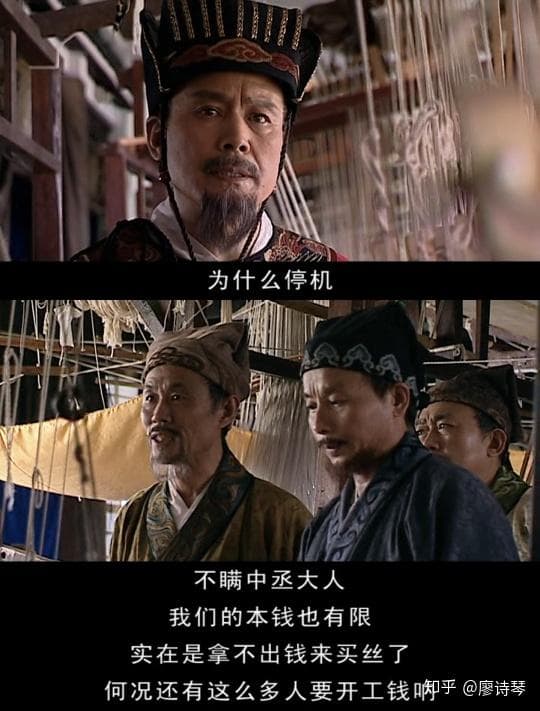 为什么停机
不瞒中丞大人
我们的本钱也有限
实在是拿不出钱来买丝了
何况还有这么多人要开工钱呐
知乎 @廖诗琴